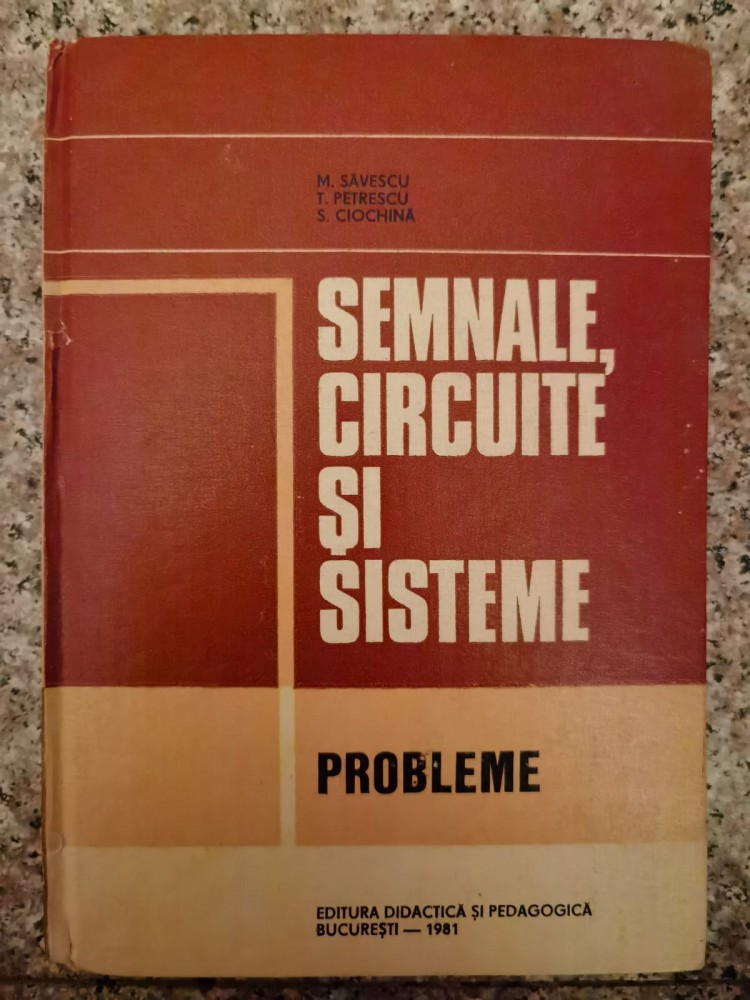 M. SĂVESCU
T. PETRESCU
S. CIOCHINĂ
SEMNALE,
CIRCUITE
ȘI
SISTEME
PROBLEME
EDITURA DIDACTICĂ ȘI PEDAGOGICĂ
BUCUREȘTI — 1981